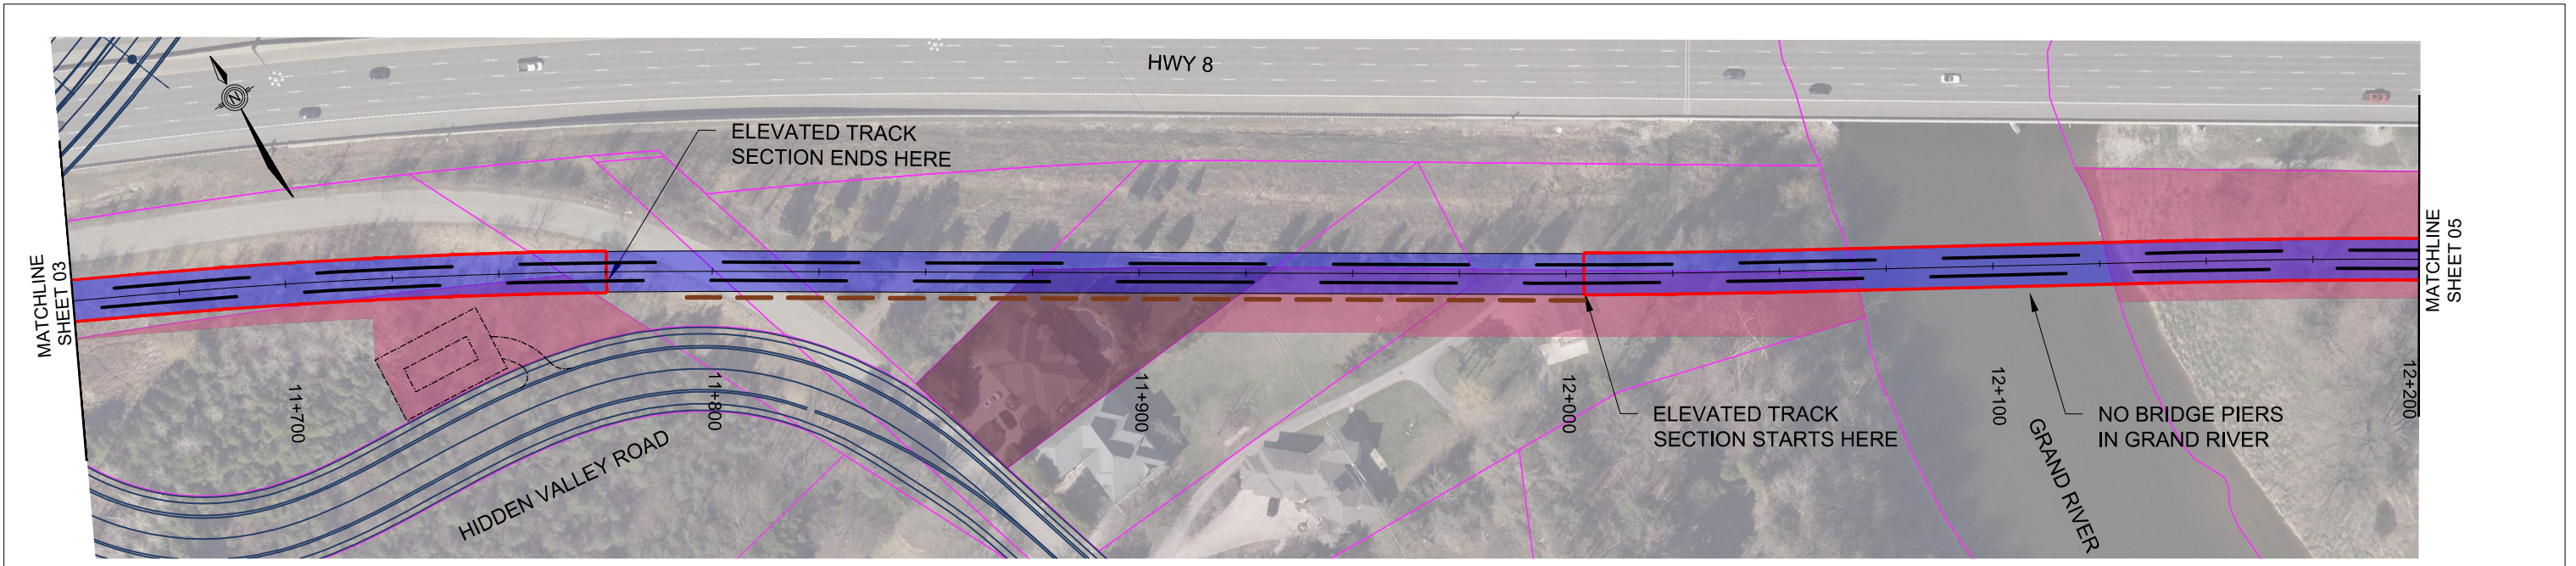 HWY 8
N
ELEVATED TRACK
SECTION ENDS HERE
MATCHLINE
SHEET 03
MATCHLINE
SHEET 05
11+700
11+800
11+900
12+000
12+100
12+200
ELEVATED TRACK
SECTION STARTS HERE
NO BRIDGE PIERS
IN GRAND RIVER
HIDDEN VALLEY ROAD
GRAND RIVER